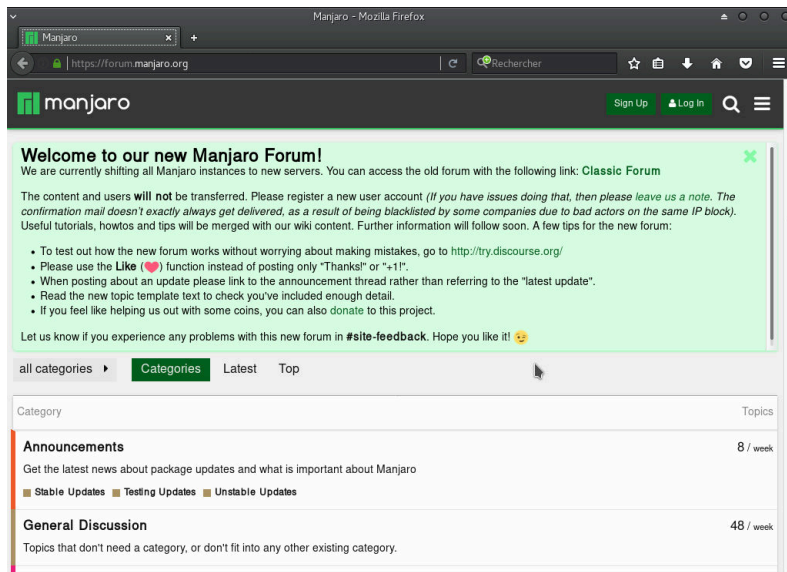 Manjaro - Mozilla Firefox
Manjaro × +
https://forum.manjaro.org Rechercher
manjaro Sign Up Log In
Welcome to our new Manjaro Forum!
We are currently shifting all Manjaro instances to new servers. You can access the old forum with the following link: Classic Forum
The content and users will not be transferred. Please register a new user account (If you have issues doing that, then please leave us a note. The
confirmation mail doesn't exactly always get delivered, as a result of being blacklisted by some companies due to bad actors on the same IP block).
Useful tutorials, howtos and tips will be merged with our wiki content. Further information will follow soon. A few tips for the new forum:
• To test out how the new forum works without worrying about making mistakes, go to http://try.discourse.org/
• Please use the Like (❤) function instead of posting only "Thanks!" or "+1!".
• When posting about an update please link to the announcement thread rather than referring to the "latest update".
• Read the new topic template text to check you've included enough detail.
• If you feel like helping us out with some coins, you can also donate to this project.
Let us know if you experience any problems with this new forum in #site-feedback. Hope you like it! 😉
all categories Categories Latest Top
Category Topics
Announcements 8 / week
Get the latest news about package updates and what is important about Manjaro
Stable Updates Testing Updates Unstable Updates
General Discussion 48 / week
Topics that don't need a category, or don't fit into any other existing category.